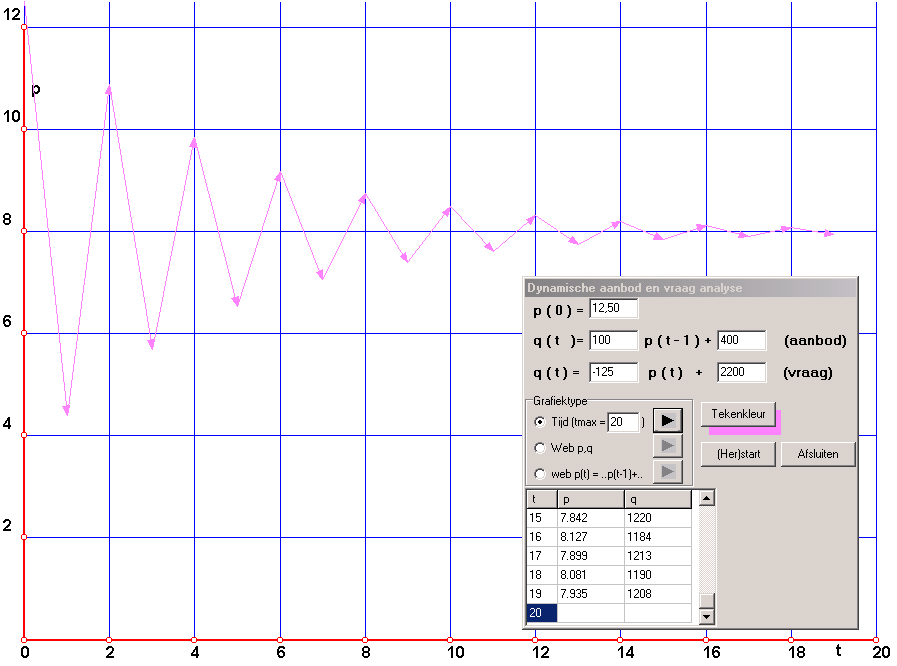 12
p
10
8
6
4
2
0 2 4 6 8 10 12 14 16 18 t 20
Dynamische aanbod en vraag analyse
p ( 0 ) = 12,50
q ( t ) = 100 p ( t - 1 ) + 400 (aanbod)
q ( t ) = -125 p ( t ) + 2200 (vraag)
Grafiektype
Tijd (tmax = 20 )
Web p,q
web p(t) = ..p(t-1)+..
Tekenkleur
(Her)start Afsluiten
t p q
15 7.842 1220
16 8.127 1184
17 7.899 1213
18 8.081 1190
19 7.935 1208
20